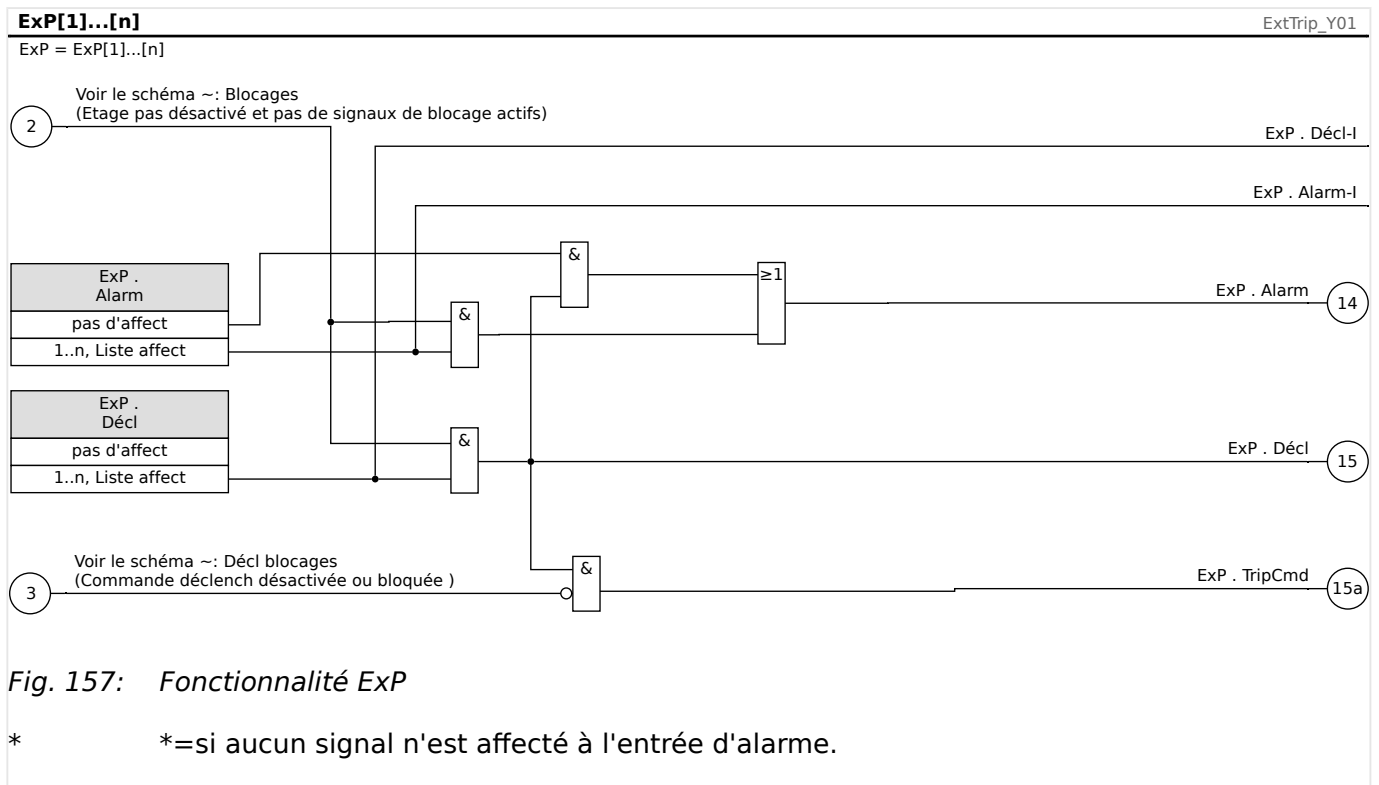 ExP[1]...[n]
ExtTrip_Y01
ExP = ExP[1]...[n]
Voir le schéma ~: Blocages
(Etage pas désactivé et pas de signaux de blocage actifs)
2
ExP . Décl-I
ExP . Alarm-I
&
ExP .
Alarm
≥1
pas d'affect
&
ExP . Alarm
14
1..n, Liste affect
ExP .
Décl
pas d'affect
&
ExP . Décl
15
1..n, Liste affect
Voir le schéma ~: Décl blocages
(Commande déclench désactivée ou bloquée )
3
&
ExP . TripCmd
15a
Fig. 157: Fonctionnalité ExP
* *=si aucun signal n'est affecté à l'entrée d'alarme.